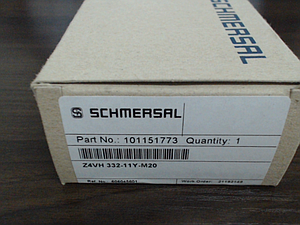 SCHMERSAL
SCHMERSAL
Part No.: 101151773 Quantity: 1
Z4VH 332-11Y-M20